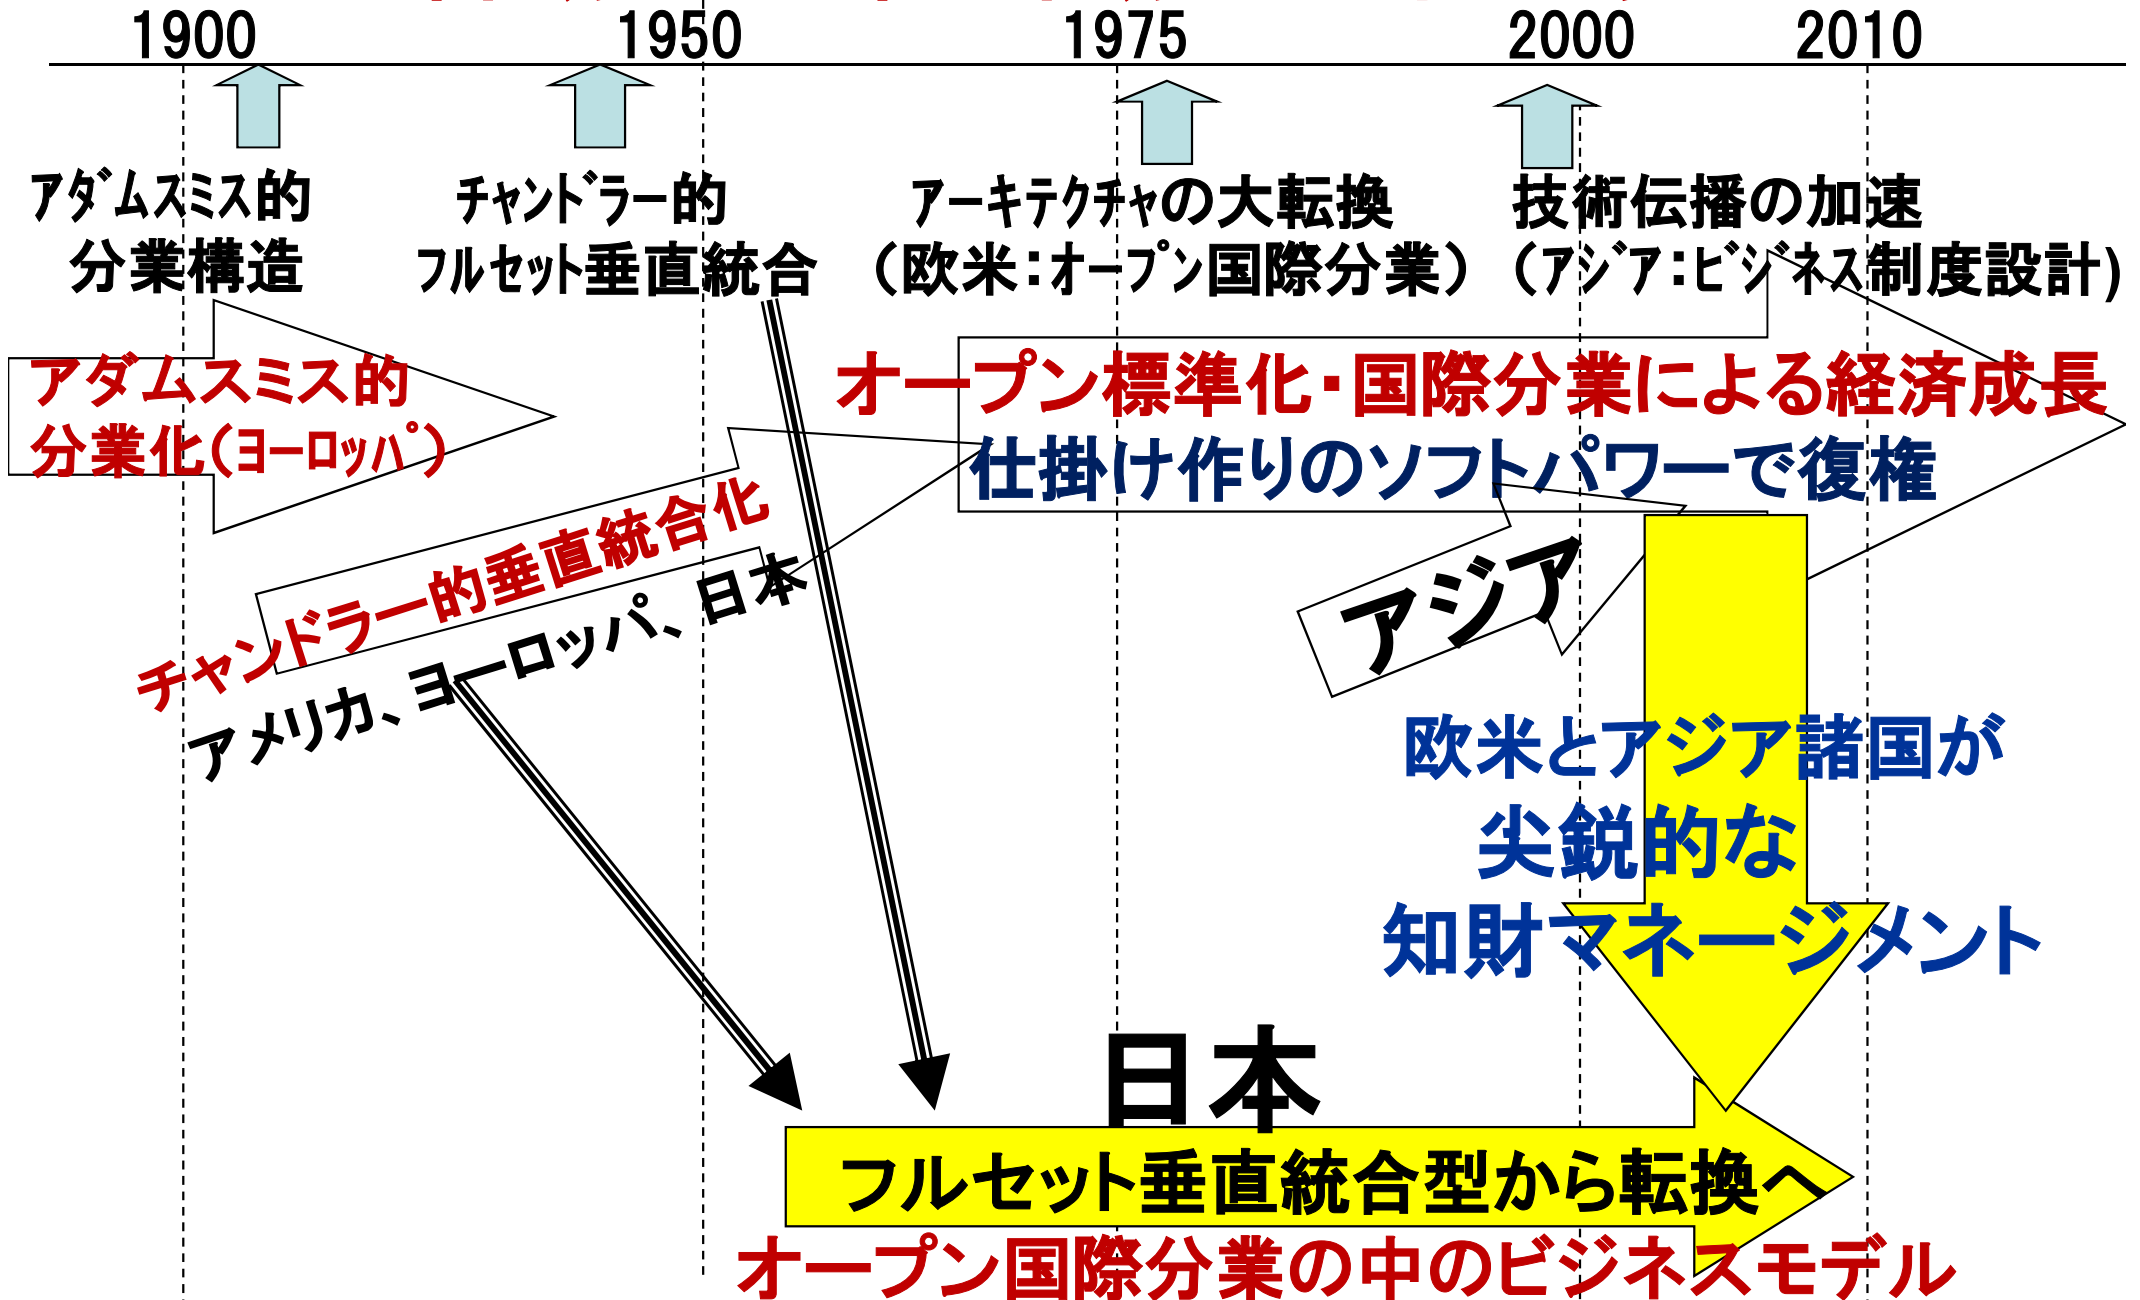 1900 1950 1975 2000 2010
アダムスミス的
分業構造
チャンドラー的
フルセット垂直統合
アーキテクチャの大転換
（欧米：オープン国際分業）
技術伝播の加速
（アジア：ビジネス制度設計)
アダムスミス的
分業化(ヨーロッパ)
オープン標準化・国際分業による経済成長
仕掛け作りのソフトパワーで復権
チャンドラー的垂直統合化
アメリカ、ヨーロッパ、日本
アジア
欧米とアジア諸国が
尖鋭的な
知財マネージメント
日本
フルセット垂直統合型から転換へ
オープン国際分業の中のビジネスモデル